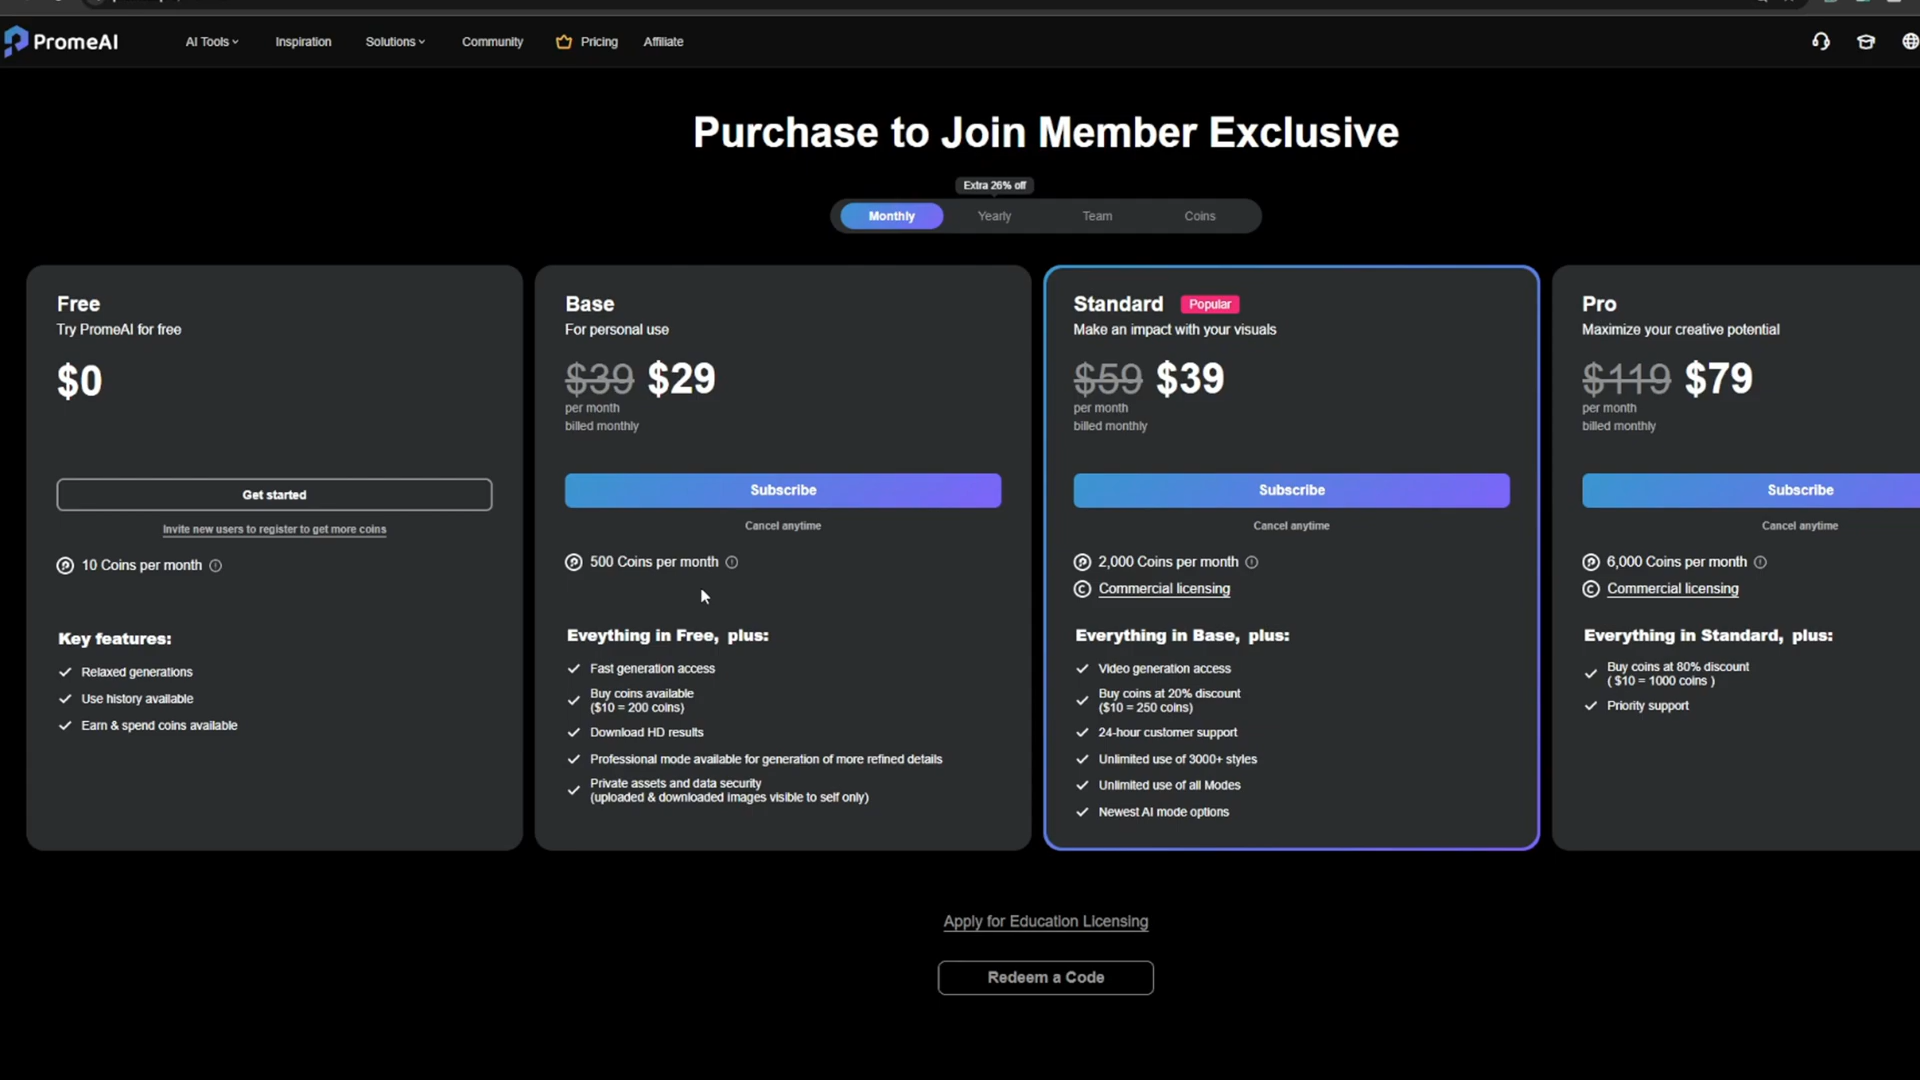 PromeAI
AI Tools
Inspiration
Solutions
Community
Pricing
Affiliate
Purchase to Join Member Exclusive
Extra 26% off
Monthly
Yearly
Team
Coins
Free
Try PromeAI for free
$0
Get started
Invite new users to register to get more coins
10 Coins per month
Key features:
Relaxed generations
Use history available
Earn & spend coins available
Base
For personal use
$39 $29
per month
billed monthly
Subscribe
Cancel anytime
500 Coins per month
Eveything in Free, plus:
Fast generation access
Buy coins available
($10 = 200 coins)
Download HD results
Professional mode available for generation of more refined details
Private assets and data security
(uploaded & downloaded images visible to self only)
Standard Popular
Make an impact with your visuals
$59 $39
per month
billed monthly
Subscribe
Cancel anytime
2,000 Coins per month
Commercial licensing
Everything in Base, plus:
Video generation access
Buy coins at 20% discount
($10 = 250 coins)
24-hour customer support
Unlimited use of 3000+ styles
Unlimited use of all Modes
Newest AI mode options
Pro
Maximize your creative potential
$119 $79
per month
billed monthly
Subscribe
Cancel anytime
6,000 Coins per month
Commercial licensing
Everything in Standard, plus:
Buy coins at 80% discount
( $10 = 1000 coins )
Priority support
Apply for Education Licensing
Redeem a Code